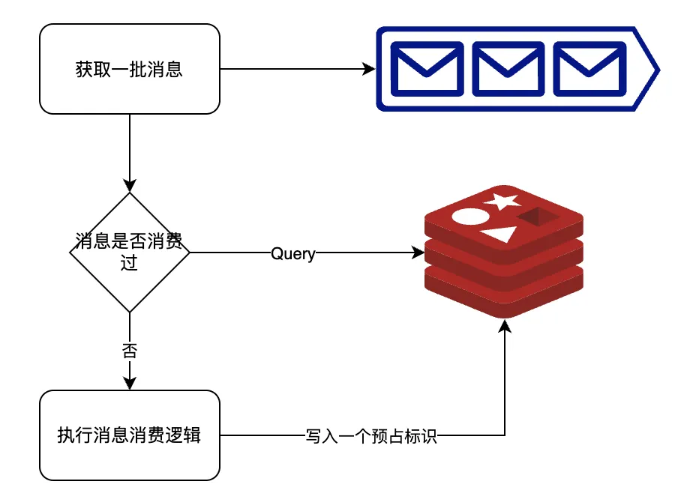 获取一批消息
消息是否消费
过
Query
否
执行消息消费逻辑
写入一个预占标识